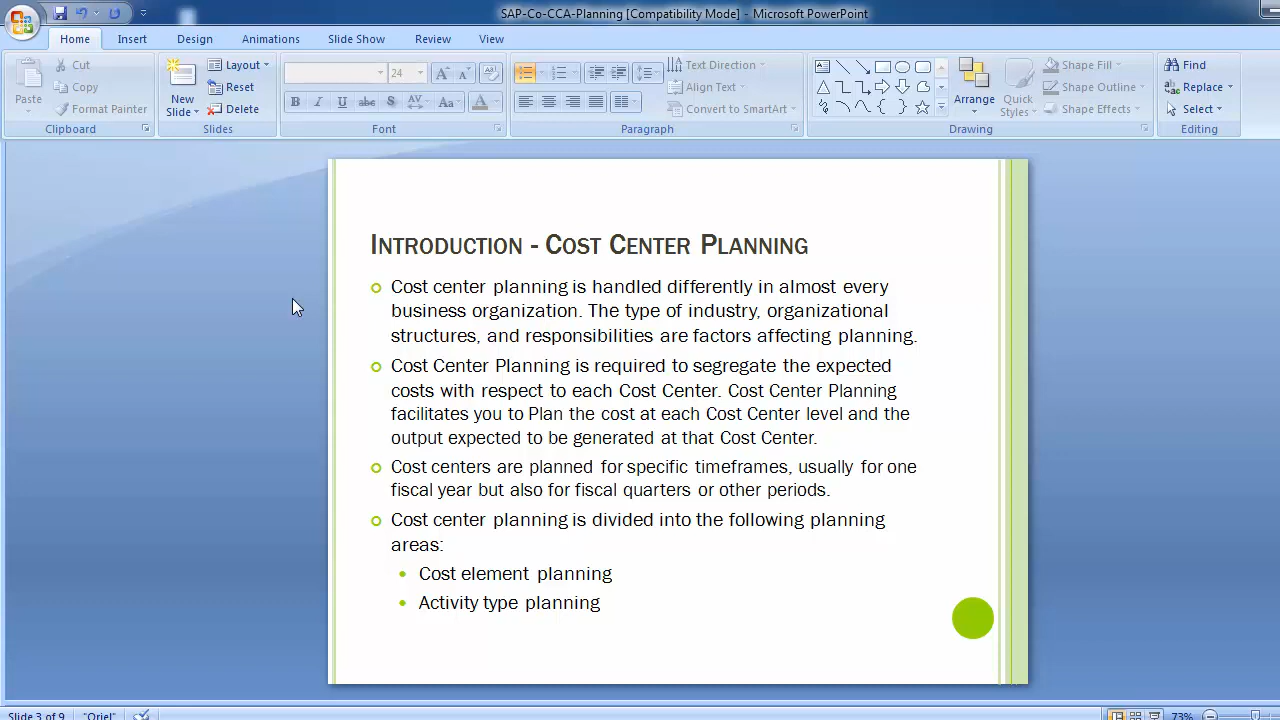 SAP-Co-CCA-Planning [Compatibility Mode] - Microsoft PowerPoint
Home Insert Design Animations Slide Show Review View
Paste
Cut
Copy
Format Painter
Clipboard
New Slide
Layout
Reset
Delete
Slides
24
B I U abc S AV Aa A
Font
Text Direction
Align Text
Convert to SmartArt
Paragraph
Arrange
Quick Styles
Shape Fill
Shape Outline
Shape Effects
Drawing
Find
Replace
Select
Editing
INTRODUCTION - COST CENTER PLANNING
Cost center planning is handled differently in almost every
business organization. The type of industry, organizational
structures, and responsibilities are factors affecting planning.
Cost Center Planning is required to segregate the expected
costs with respect to each Cost Center. Cost Center Planning
facilitates you to Plan the cost at each Cost Center level and the
output expected to be generated at that Cost Center.
Cost centers are planned for specific timeframes, usually for one
fiscal year but also for fiscal quarters or other periods.
Cost center planning is divided into the following planning
areas:
Cost element planning
Activity type planning
Slide 3 of 9 "Oriel" 73%